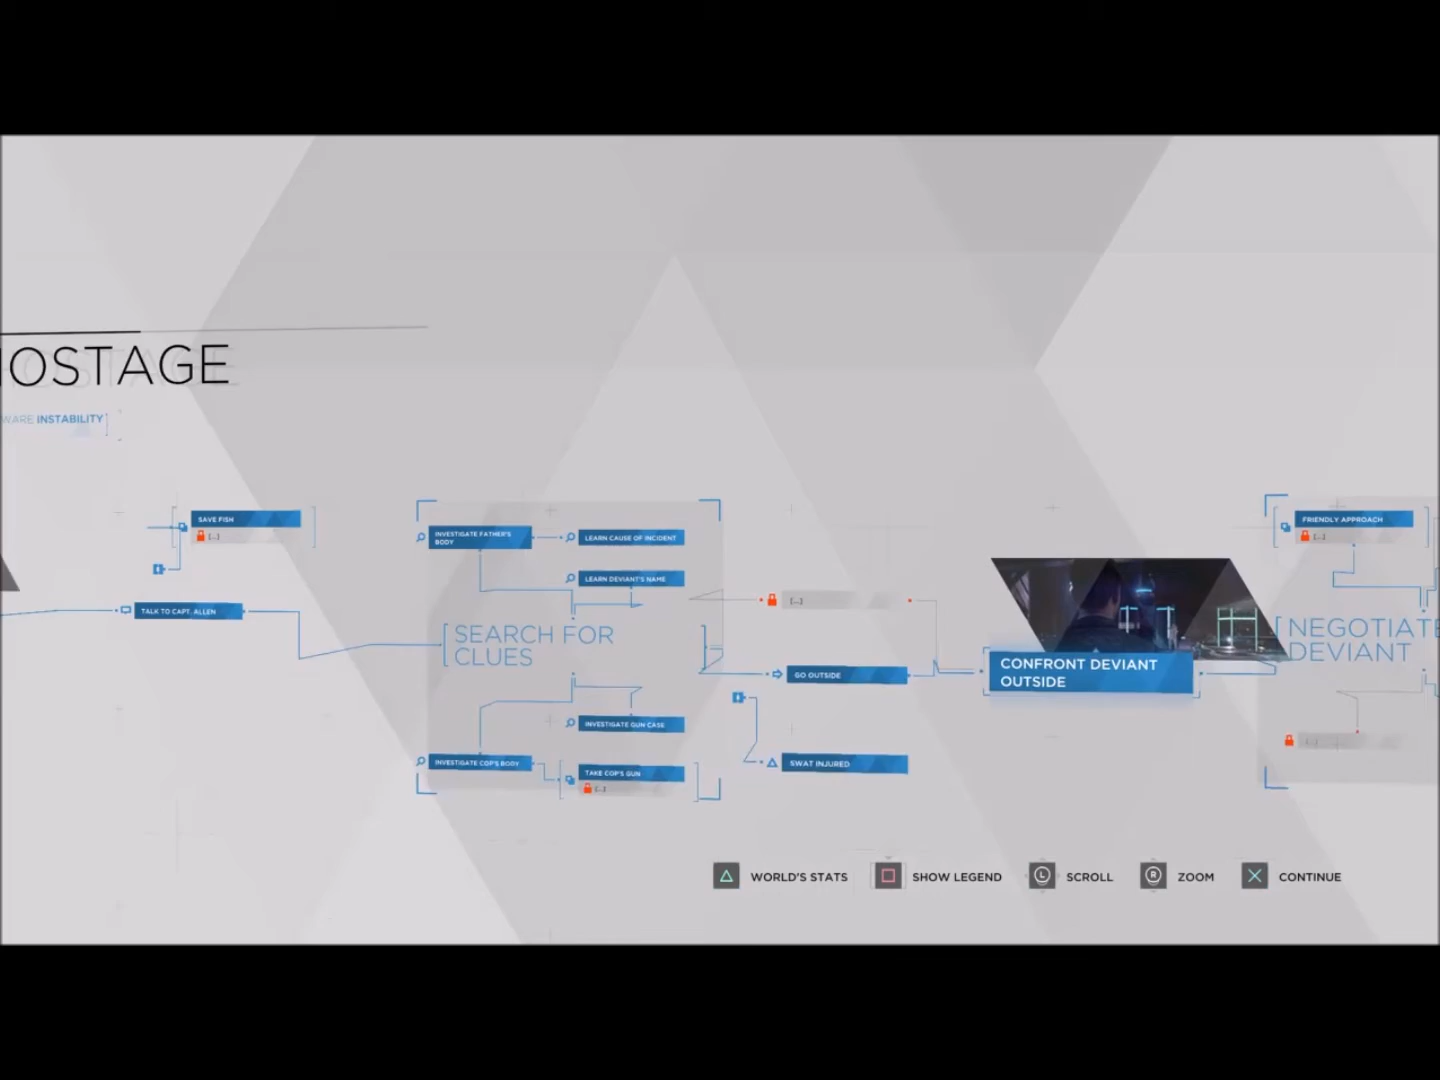 HOSTAGE
WARE INSTABILITY
SAVE FISH
[...]
TALK TO CAPT. ALLEN
INVESTIGATE FATHER'S
BODY
LEARN CAUSE OF INCIDENT
LEARN DEVIANT'S NAME
SEARCH FOR
CLUES
INVESTIGATE GUN CASE
INVESTIGATE COP'S BODY
TAKE COP'S GUN
[...]
[...]
GO OUTSIDE
SWAT INJURED
CONFRONT DEVIANT
OUTSIDE
FRIENDLY APPROACH
[...]
NEGOTIATE
DEVIANT
[...]
WORLD'S STATS
SHOW LEGEND
L
SCROLL
R
ZOOM
CONTINUE